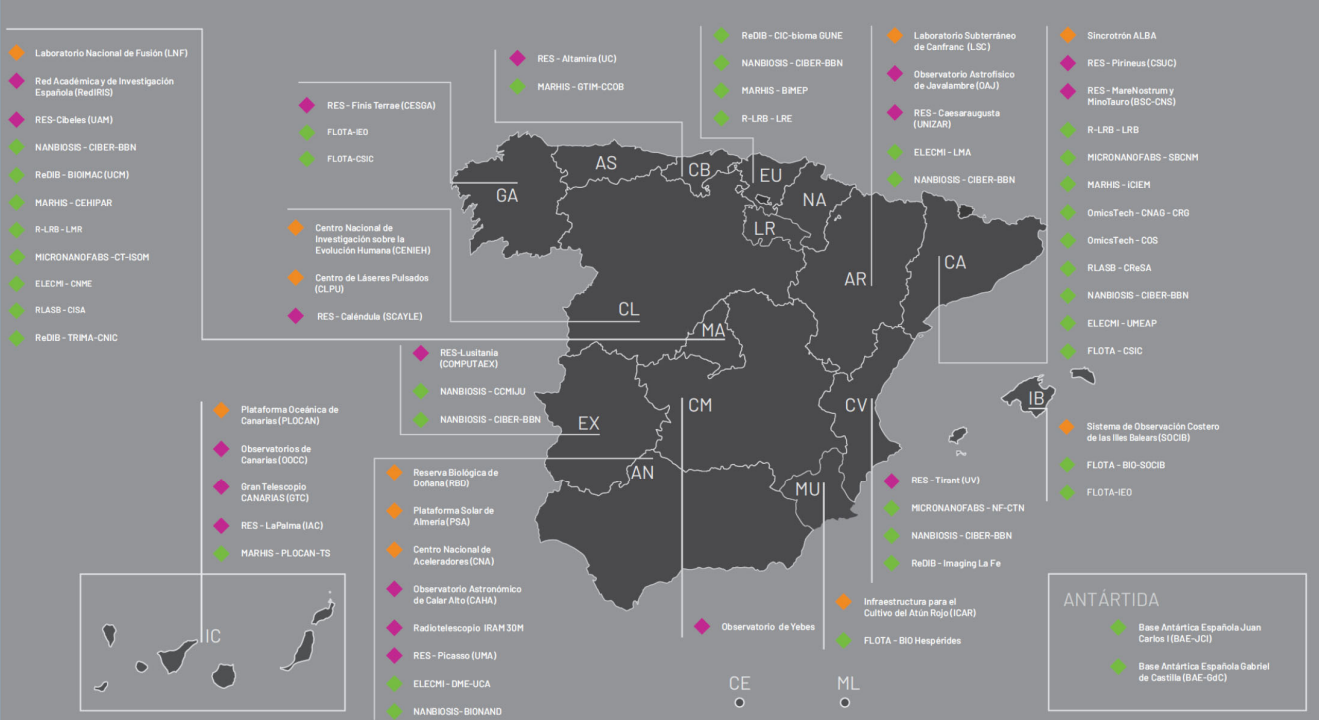 Laboratorio Nacional de Fusión (LNF)
Red Académica y de Investigación
Española (RedIRIS)
RES-Cibeles (UAM)
NANBIOSIS - CIBER-BBN
ReDIB - BIOIMAC (UCM)
MARHIS - CEHIPAR
R-LRB - LMR
MICRONANOFABS -CT-ISOM
ELECMI - CNME
RLASB - CISA
ReDIB - TRIMA-CNIC
RES - Finis Terrae (CESGA)
FLOTA-IEO
FLOTA-CSIC
Centro Nacional de
Investigación sobre la
Evolución Humana (CENIEH)
Centro de Láseres Pulsados
(CLPU)
RES - Caléndula (SCAYLE)
RES - Altamira (UC)
MARHIS - GTIM-CCOB
ReDIB - CIC-bioma GUNE
NANBIOSIS - CIBER-BBN
MARHIS - BiMEP
R-LRB - LRE
Laboratorio Subterráneo
de Canfranc (LSC)
Observatorio Astrofísico
de Javalambre (OAJ)
RES - Caesaraugusta
(UNIZAR)
ELECMI - LMA
NANBIOSIS - CIBER-BBN
Sincrotrón ALBA
RES - Pirineus (CSUC)
RES - MareNostrum y
MinoTauro (BSC-CNS)
R-LRB - LRB
MICRONANOFABS - SBCNM
MARHIS - iCIEM
OmicsTech - CNAG - CRG
OmicsTech - COS
RLASB - CReSA
NANBIOSIS - CIBER-BBN
ELECMI - UMEAP
FLOTA - CSIC
GA
AS
CB
EU
NA
LR
AR
CA
CL
MA
CM
CV
IB
EX
AN
MU
RES-Lusitania
(COMPUTAEX)
NANBIOSIS - CCMIJU
NANBIOSIS - CIBER-BBN
Plataforma Oceánica de
Canarias (PLOCAN)
Observatorios de
Canarias (OOCC)
Gran Telescopio
CANARIAS (GTC)
RES - LaPalma (IAC)
MARHIS - PLOCAN-TS
IC
Reserva Biológica de
Doñana (RBD)
Plataforma Solar de
Almería (PSA)
Centro Nacional de
Aceleradores (CNA)
Observatorio Astronómico
de Calar Alto (CAHA)
Radiotelescopio IRAM 30M
RES - Picasso (UMA)
ELECMI - DME-UCA
NANBIOSIS- BIONAND
Observatorio de Yebes
CE
ML
Infraestructura para el
Cultivo del Atún Rojo (ICAR)
FLOTA - BIO Hespérides
RES - Tirant (UV)
MICRONANOFABS - NF-CTN
NANBIOSIS - CIBER-BBN
ReDIB - Imaging La Fe
Sistema de Observación Costero
de las Illes Balears (SOCIB)
FLOTA - BIO-SOCIB
FLOTA-IEO
ANTÁRTIDA
Base Antártica Española Juan
Carlos I (BAE-JCI)
Base Antártica Española Gabriel
de Castilla (BAE-GdC)